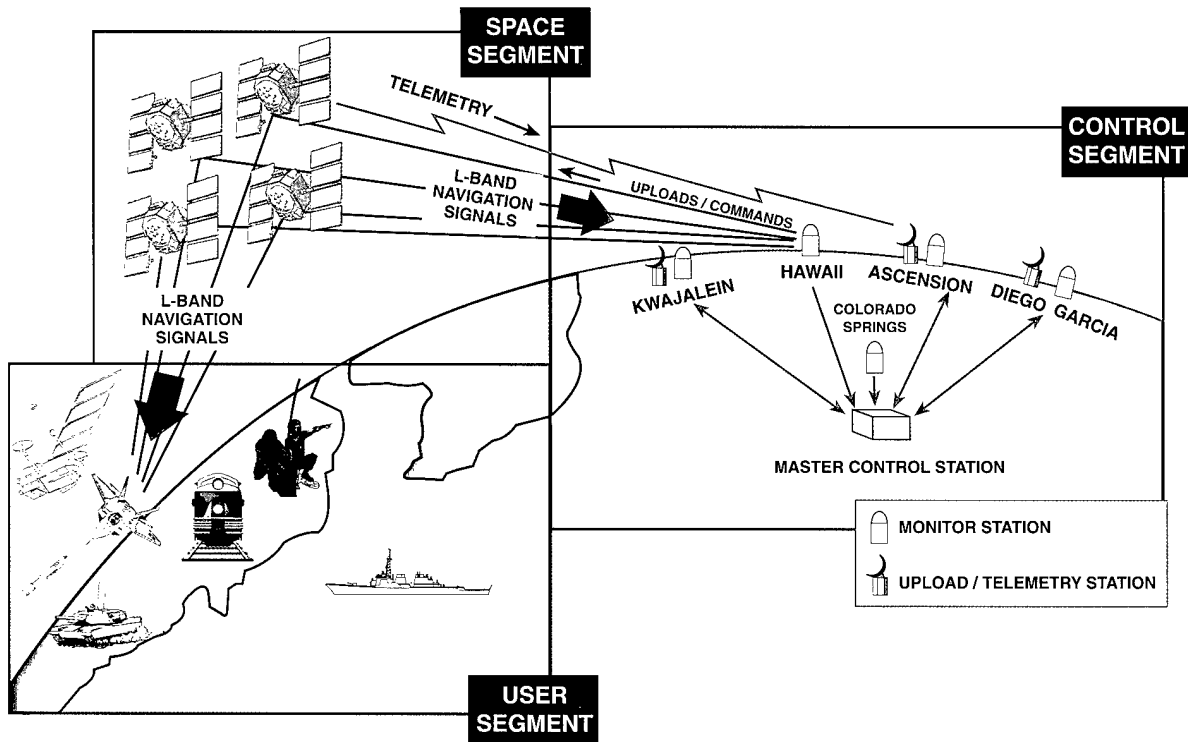 SPACE
SEGMENT
TELEMETRY
CONTROL
SEGMENT
L-BAND
NAVIGATION
SIGNALS
UPLOADS / COMMANDS
KWAJALEIN
HAWAII
ASCENSION
DIEGO GARCIA
COLORADO
SPRINGS
L-BAND
NAVIGATION
SIGNALS
MASTER CONTROL STATION
MONITOR STATION
UPLOAD / TELEMETRY STATION
USER
SEGMENT